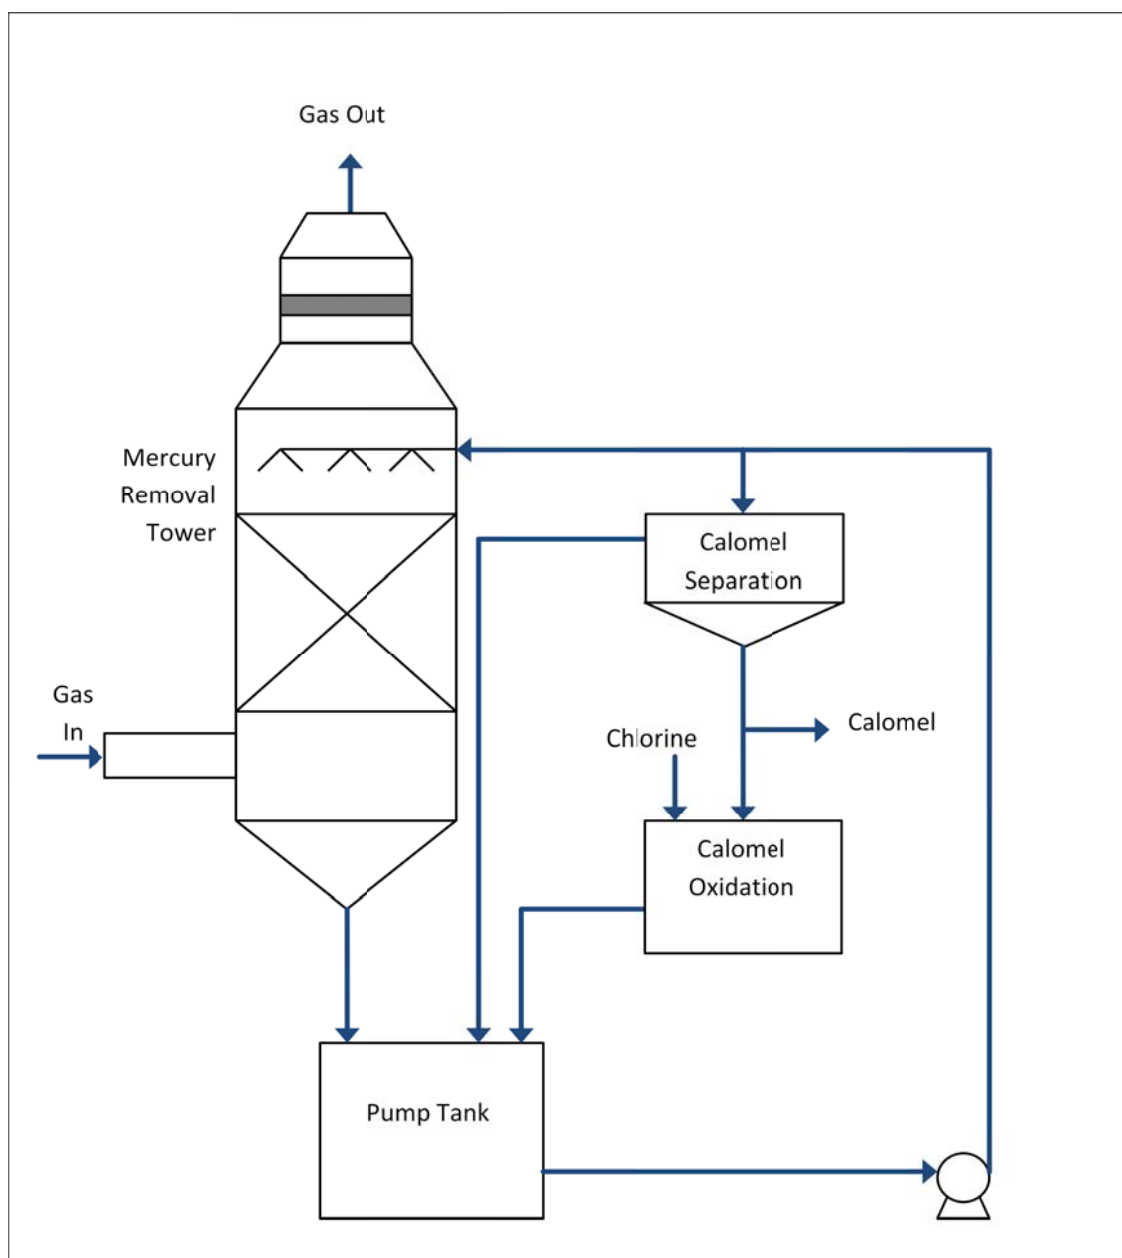 Gas Out
Mercury
Removal
Tower
Calomel
Separation
Gas
In
Calomel
Chlorine
Calomel
Oxidation
Pump Tank